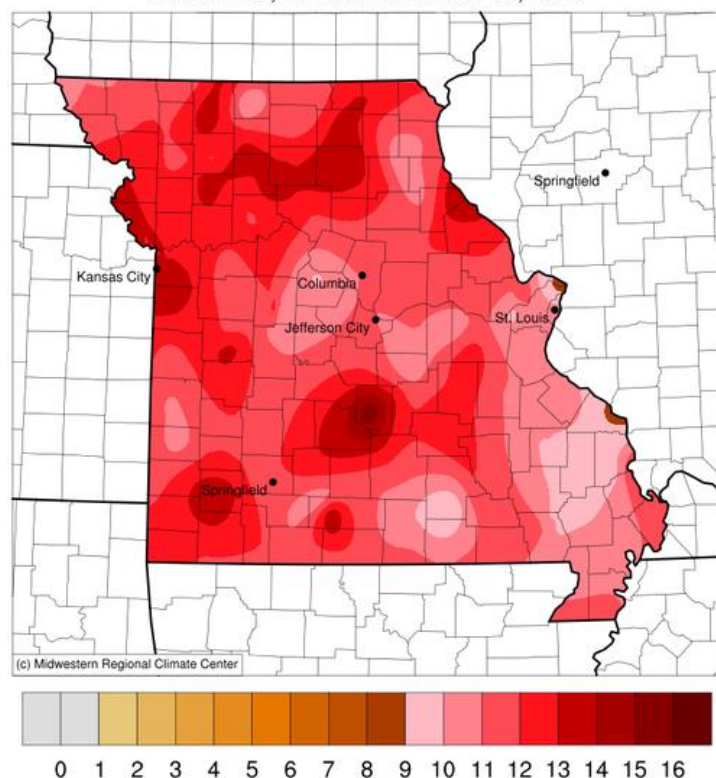 Springfield
Kansas City
Columbia
Jefferson City
St. Louis
Springfield
(c) Midwestern Regional Climate Center
0 1 2 3 4 5 6 7 8 9 10 11 12 13 14 15 16